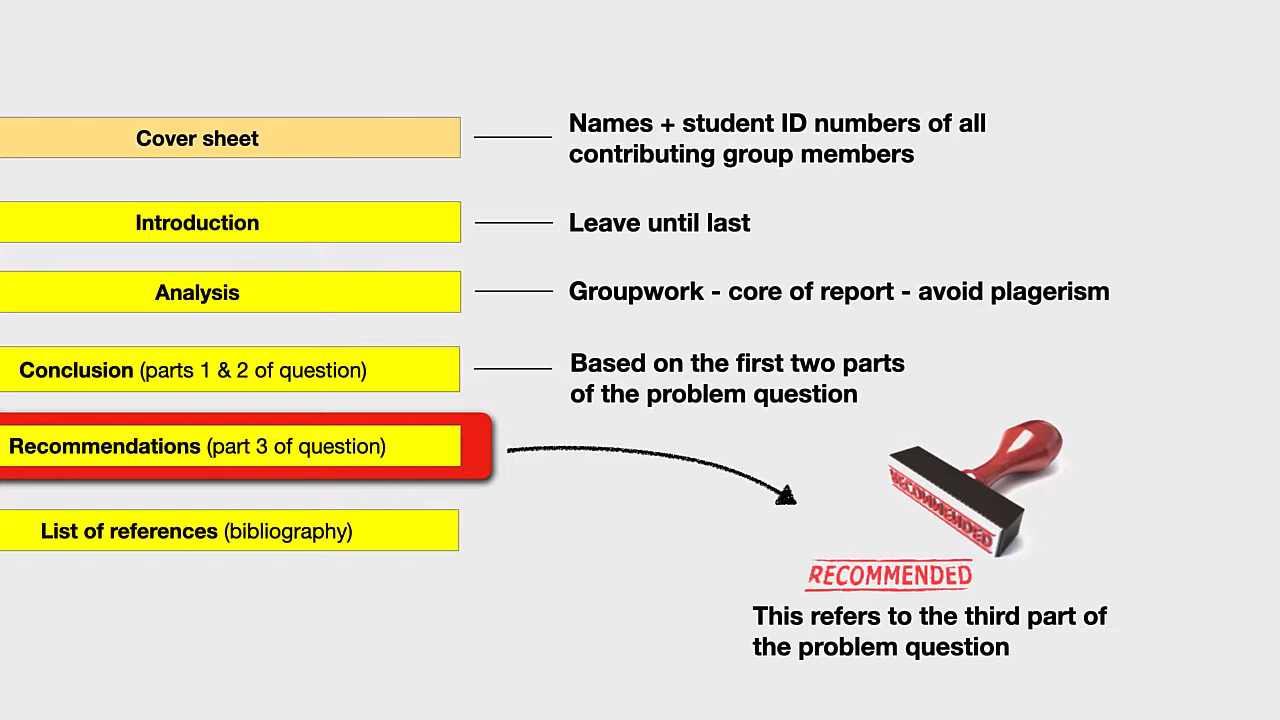 Cover sheet
Names + student ID numbers of all
contributing group members
Introduction
Leave until last
Analysis
Groupwork - core of report - avoid plagerism
Conclusion (parts 1 & 2 of question)
Based on the first two parts
of the problem question
Recommendations (part 3 of question)
RECOMMENDED
RECOMMENDED
This refers to the third part of
the problem question
List of references (bibliography)